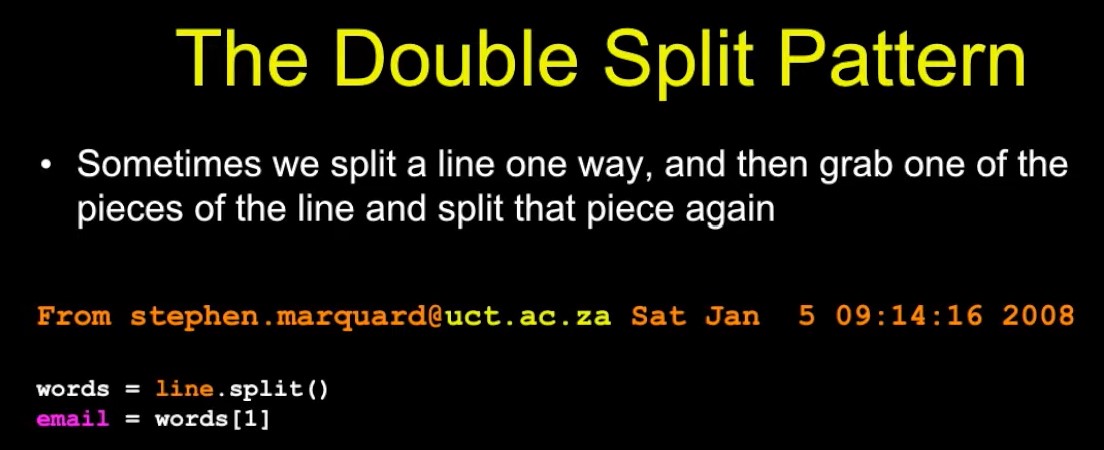 The Double Split Pattern
• Sometimes we split a line one way, and then grab one of the
pieces of the line and split that piece again
From stephen.marquard@uct.ac.za Sat Jan  5 09:14:16 2008
words = line.split()
email = words[1]